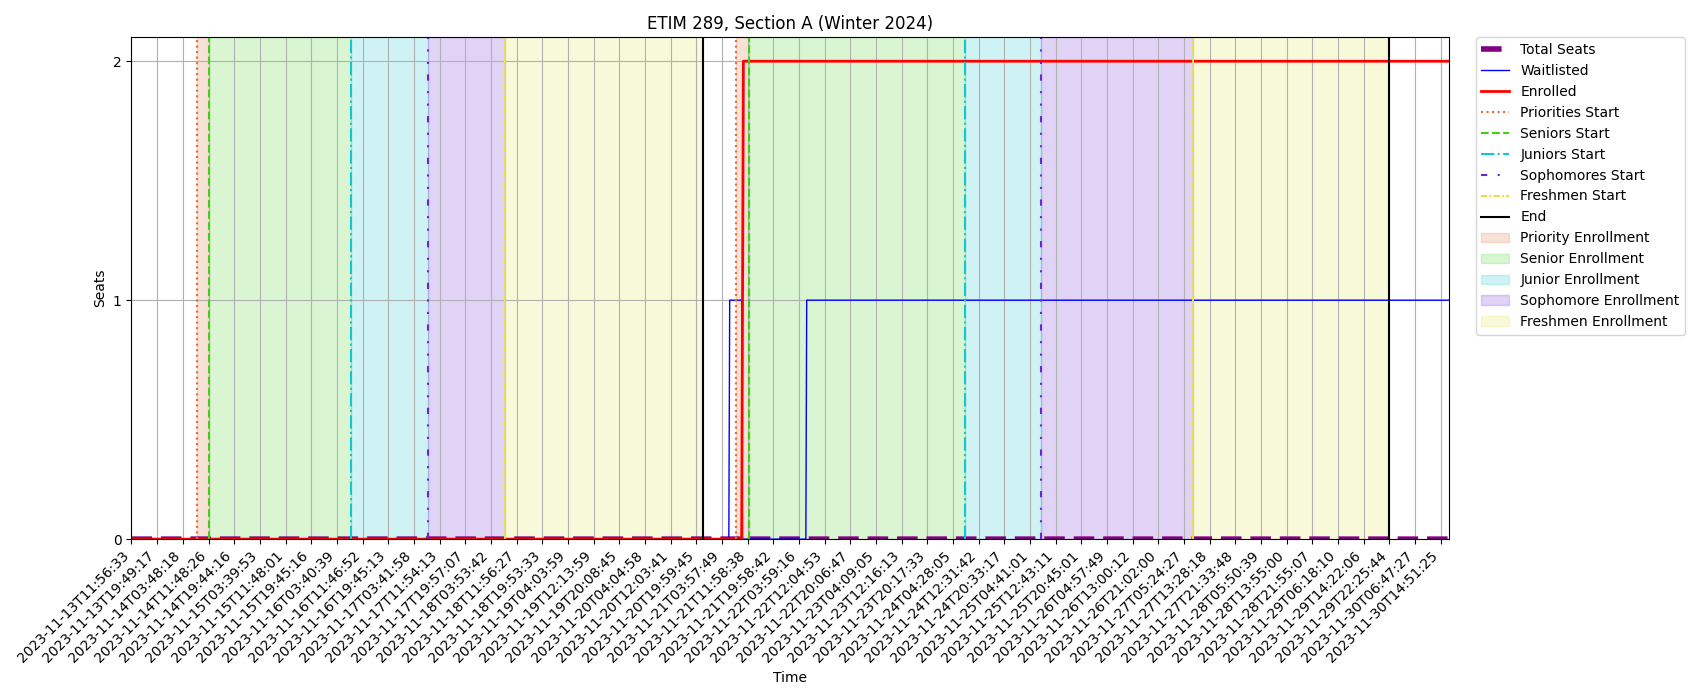 ETIM 289, Section A (Winter 2024)
2
1
0
Seats
2023-11-13T11:56:33
2023-11-13T19:49:17
2023-11-14T03:48:18
2023-11-14T11:48:26
2023-11-14T19:44:16
2023-11-15T03:39:53
2023-11-15T11:48:01
2023-11-15T19:45:16
2023-11-16T03:40:39
2023-11-16T11:46:52
2023-11-16T19:45:13
2023-11-17T03:41:58
2023-11-17T11:54:13
2023-11-17T19:57:07
2023-11-18T03:53:42
2023-11-18T11:56:27
2023-11-18T19:53:33
2023-11-19T04:03:59
2023-11-19T12:13:59
2023-11-19T20:08:45
2023-11-20T04:04:58
2023-11-20T12:03:41
2023-11-20T19:59:45
2023-11-21T03:57:49
2023-11-21T11:58:38
2023-11-21T19:58:42
2023-11-22T03:59:16
2023-11-22T12:04:53
2023-11-22T20:06:47
2023-11-23T04:09:05
2023-11-23T12:16:13
2023-11-23T20:17:33
2023-11-24T04:28:05
2023-11-24T12:31:42
2023-11-24T20:33:17
2023-11-25T04:41:01
2023-11-25T12:43:11
2023-11-25T20:45:01
2023-11-26T04:57:49
2023-11-26T13:00:12
2023-11-26T21:02:00
2023-11-27T05:24:27
2023-11-27T13:28:18
2023-11-27T21:33:48
2023-11-28T05:50:39
2023-11-28T13:55:00
2023-11-28T21:55:07
2023-11-29T06:18:10
2023-11-29T14:22:06
2023-11-29T22:25:44
2023-11-30T06:47:27
2023-11-30T14:51:25
Time
Total Seats
Waitlisted
Enrolled
Priorities Start
Seniors Start
Juniors Start
Sophomores Start
Freshmen Start
End
Priority Enrollment
Senior Enrollment
Junior Enrollment
Sophomore Enrollment
Freshmen Enrollment